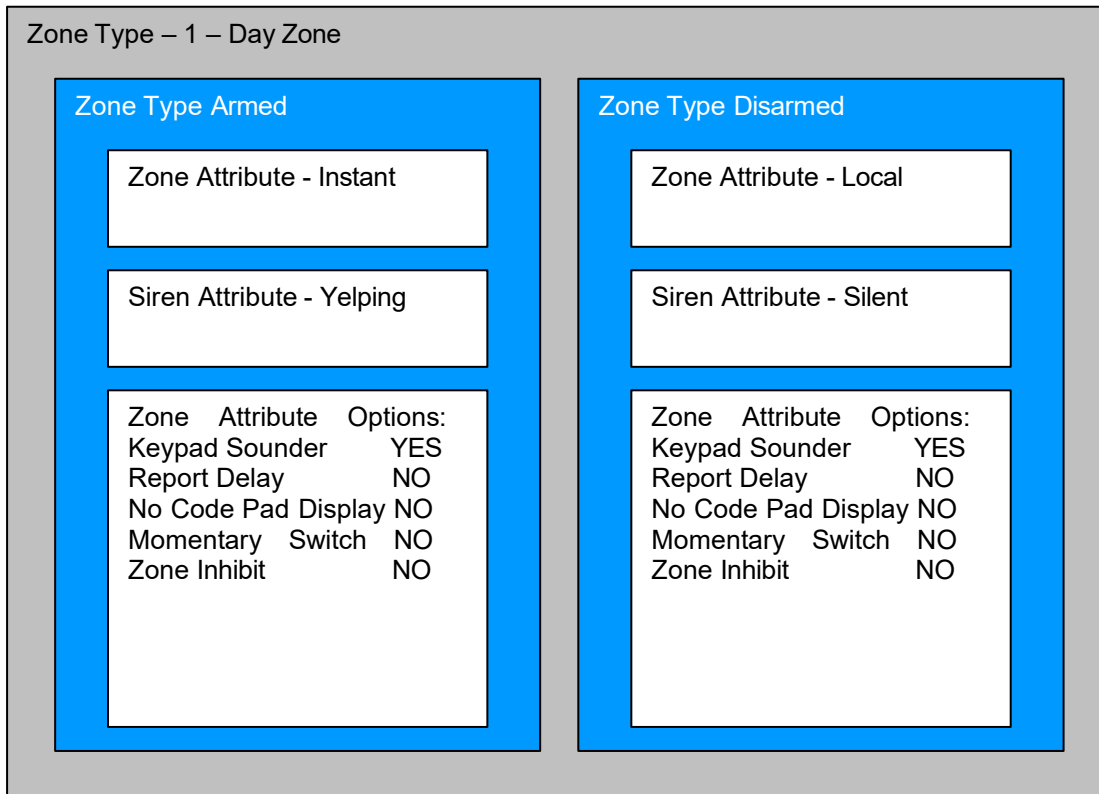 Zone Type – 1 – Day Zone
Zone Type Armed
Zone Attribute - Instant
Siren Attribute - Yelping
Zone Attribute Options:
Keypad Sounder YES
Report Delay NO
No Code Pad Display NO
Momentary Switch NO
Zone Inhibit NO
Zone Type Disarmed
Zone Attribute - Local
Siren Attribute - Silent
Zone Attribute Options:
Keypad Sounder YES
Report Delay NO
No Code Pad Display NO
Momentary Switch NO
Zone Inhibit NO